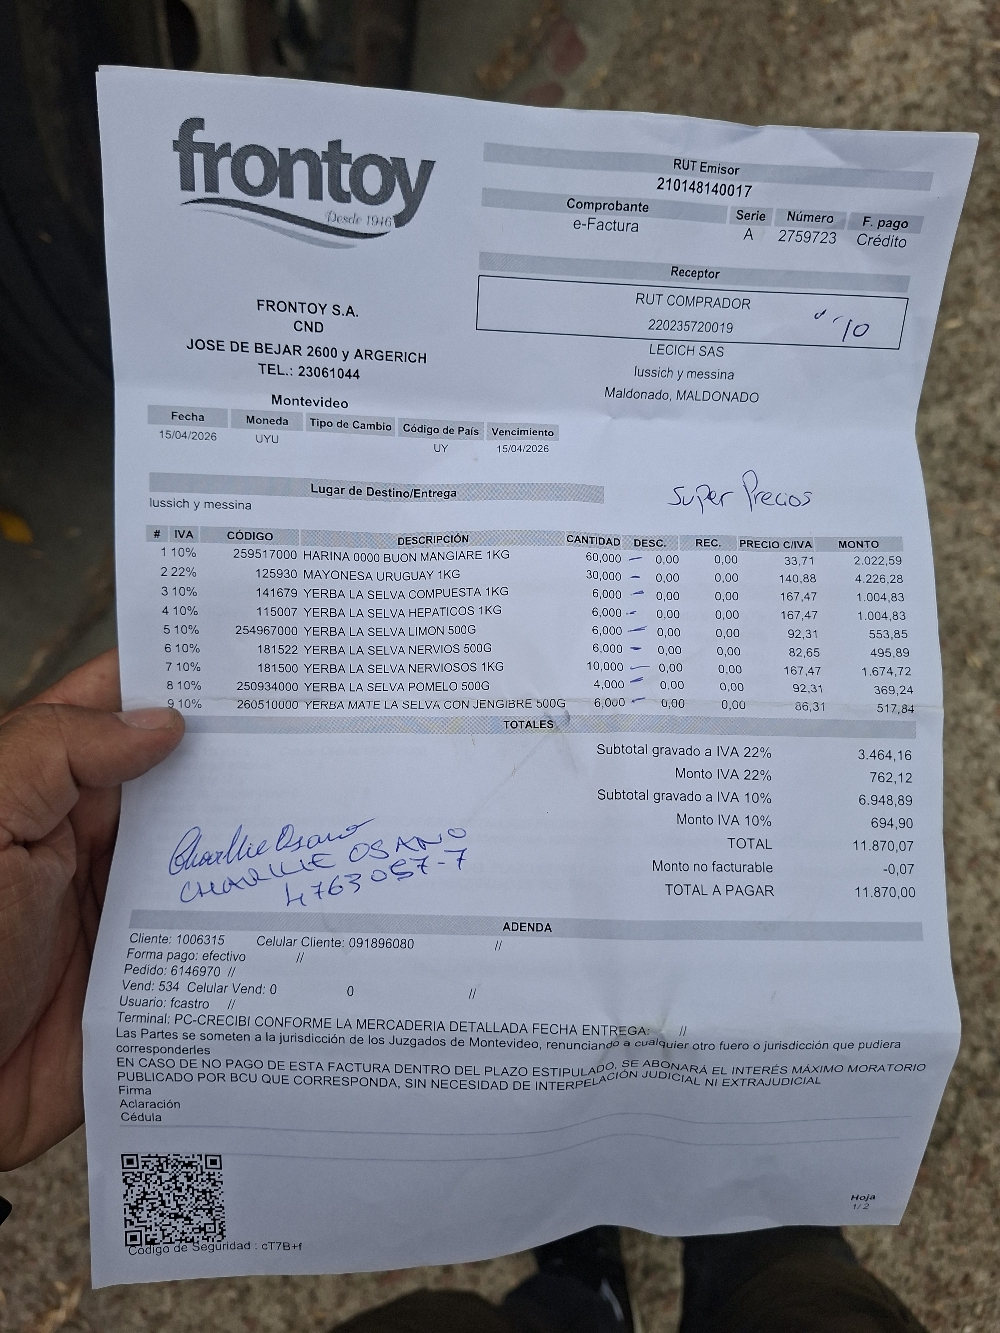 frontoy
Desde 1946
RUT Emisor
210148140017
Comprobante Serie Número F. pago
e-Factura A 2759723 Crédito
Receptor
RUT COMPRADOR
220235720019
10
LECICH SAS
Iussich y messina
Maldonado, MALDONADO
FRONTOY S.A.
CND
JOSE DE BEJAR 2600 y ARGERICH
TEL.: 23061044
Montevideo
Fecha Moneda Tipo de Cambio Código de País Vencimiento
15/04/2026 UYU UY 15/04/2026
Lugar de Destino/Entrega
Iussich y messina
Super Precios
# IVA CÓDIGO DESCRIPCIÓN CANTIDAD DESC. REC. PRECIO C/IVA MONTO
1 10% 259517000 HARINA 0000 BUON MANGIARE 1KG 60,000 0,00 0,00 33,71 2.022,59
2 22% 125930 MAYONESA URUGUAY 1KG 30,000 0,00 0,00 140,88 4.226,28
3 10% 141679 YERBA LA SELVA COMPUESTA 1KG 6,000 0,00 0,00 167,47 1.004,83
4 10% 115007 YERBA LA SELVA HEPATICOS 1KG 6,000 0,00 0,00 167,47 1.004,83
5 10% 254967000 YERBA LA SELVA LIMON 500G 6,000 0,00 0,00 92,31 553,85
6 10% 181522 YERBA LA SELVA NERVIOS 500G 6,000 0,00 0,00 82,65 495,89
7 10% 181500 YERBA LA SELVA NERVIOSOS 1KG 10,000 0,00 0,00 167,47 1.674,72
8 10% 250934000 YERBA LA SELVA POMELO 500G 4,000 0,00 0,00 92,31 369,24
9 10% 260510000 YERBA MATE LA SELVA CON JENGIBRE 500G 6,000 0,00 0,00 86,31 517,84
TOTALES
Subtotal gravado a IVA 22% 3.464,16
Monto IVA 22% 762,12
Subtotal gravado a IVA 10% 6.948,89
Monto IVA 10% 694,90
TOTAL 11.870,07
Monto no facturable -0,07
TOTAL A PAGAR 11.870,00
Charllie Osano
CHARLLIE OSANO
4763057-7
ADENDA
Cliente: 1006315 Celular Cliente: 091896080 //
Forma pago: efectivo //
Pedido: 6146970 //
Vend: 534 Celular Vend: 0 0 //
Usuario: fcastro //
Terminal: PC-CRECIBI CONFORME LA MERCADERIA DETALLADA FECHA ENTREGA: //
Las Partes se someten a la jurisdicción de los Juzgados de Montevideo, renunciando a cualquier otro fuero o jurisdicción que pudiera
corresponderles
EN CASO DE NO PAGO DE ESTA FACTURA DENTRO DEL PLAZO ESTIPULADO, SE ABONARÁ EL INTERÉS MÁXIMO MORATORIO
PUBLICADO POR BCU QUE CORRESPONDA, SIN NECESIDAD DE INTERPELACIÓN JUDICIAL NI EXTRAJUDICIAL
Firma
Aclaración
Cédula
Hoja
1/2
Codigo de Seguridad : cT7B+f